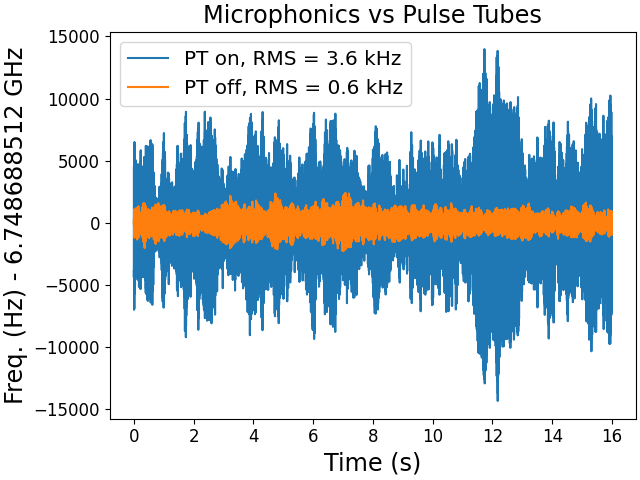 Microphonics vs Pulse Tubes
PT on, RMS = 3.6 kHz
PT off, RMS = 0.6 kHz
Freq. (Hz) - 6.748688512 GHz
15000
10000
5000
0
−5000
−10000
−15000
0 2 4 6 8 10 12 14 16
Time (s)